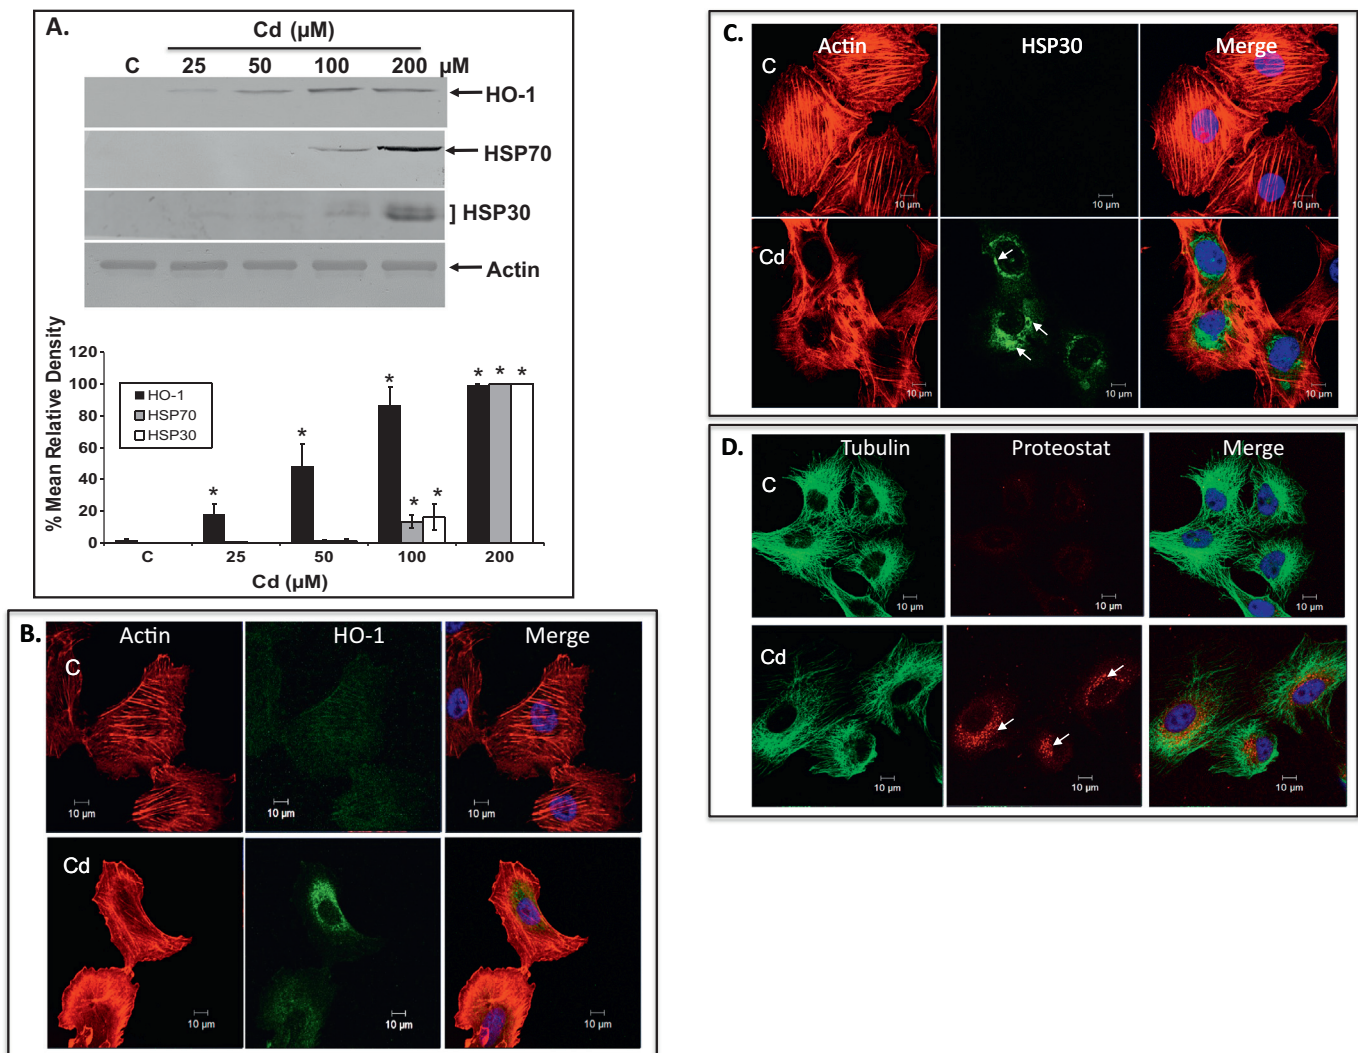 A.
Cd (µM)
C 25 50 100 200 µM
HO-1
HSP70
] HSP30
Actin
% Mean Relative Density
120
100
80
60
40
20
0
HO-1
HSP70
HSP30
*
*
*
* *
* * *
C 25 50 100 200
Cd (µM)
B.
Actin HO-1 Merge
C
10 µm 10 µm 10 µm
Cd
10 µm 10 µm 10 µm
C.
Actin HSP30 Merge
C
10 µm 10 µm 10 µm
Cd
10 µm 10 µm 10 µm
D.
Tubulin Proteostat Merge
C
10 µm 10 µm 10 µm
Cd
10 µm 10 µm 10 µm